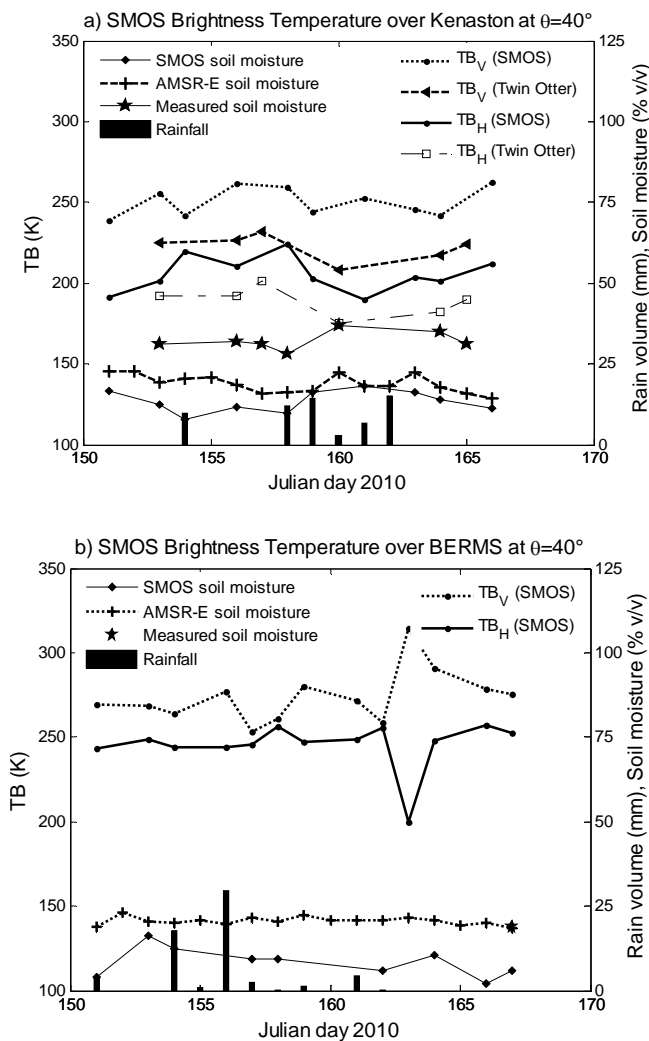 a) SMOS Brightness Temperature over Kenaston at θ=40°
350
300
250
200
150
100
TB (K)
SMOS soil moisture
AMSR-E soil moisture
Measured soil moisture
Rainfall
TB_V (SMOS)
TB_V (Twin Otter)
TB_H (SMOS)
TB_H (Twin Otter)
125
100
75
50
25
0
Rain volume (mm), Soil moisture (% v/v)
150 155 160 165 170
Julian day 2010
b) SMOS Brightness Temperature over BERMS at θ=40°
350
300
250
200
150
100
TB (K)
SMOS soil moisture
AMSR-E soil moisture
Measured soil moisture
Rainfall
TB_V (SMOS)
TB_H (SMOS)
125
100
75
50
25
0
Rain volume (mm), Soil moisture (% v/v)
150 155 160 165 170
Julian day 2010